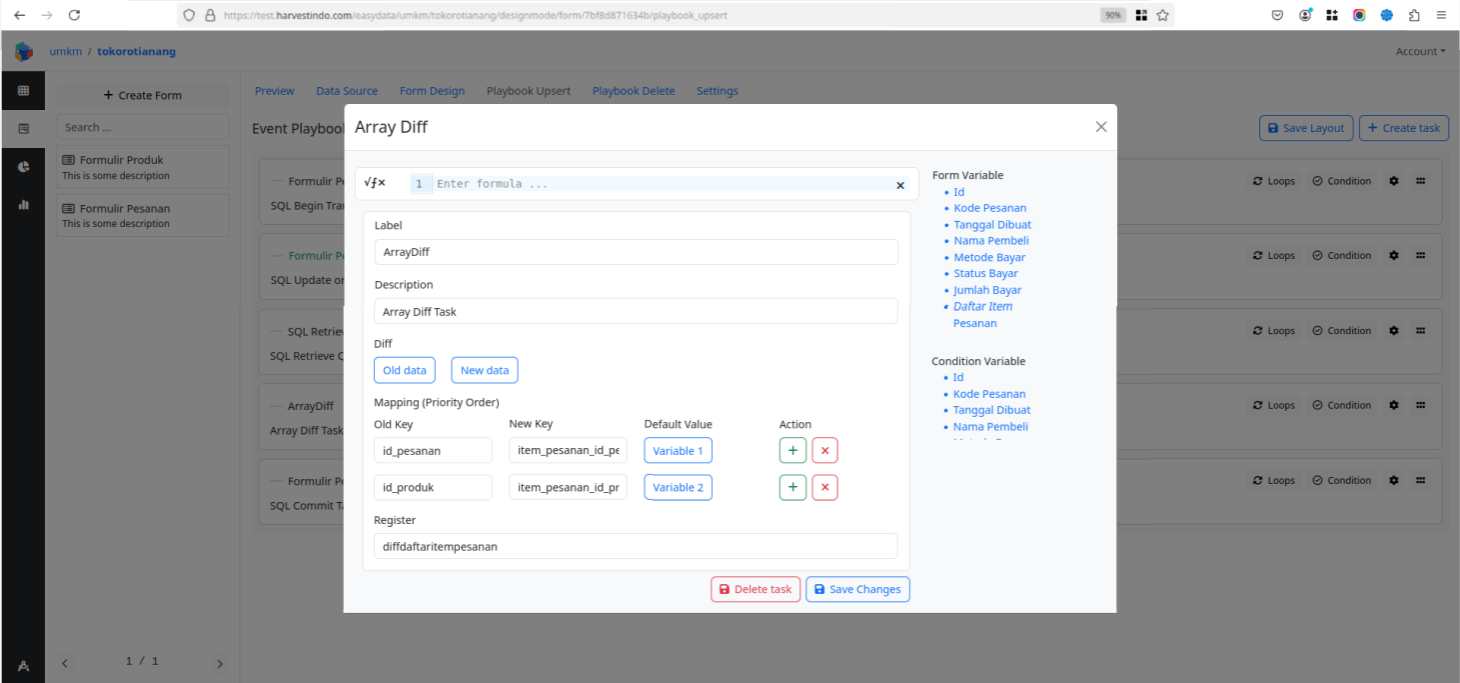 https://test.harvestindo.com/easydata/umkm/tokorotianang/designmode/form/7bf8d871634b/playbook_upsert
90%
umkm / tokorotianang
Account
+ Create Form
Search ...
Formulir Produk
This is some description
Formulir Pesanan
This is some description
1 / 1
Preview Data Source Form Design Playbook Upsert Playbook Delete Settings
Event Playboo
Save Layout + Create task
Formulir P
SQL Begin Tra
Loops Condition
Formulir P
SQL Update or
Loops Condition
SQL Retrie
SQL Retrieve
Loops Condition
ArrayDiff
Array Diff Task
Loops Condition
Formulir P
SQL Commit T
Loops Condition
Array Diff
√ƒ×
1 Enter formula ...
Label
ArrayDiff
Description
Array Diff Task
Diff
Old data New data
Mapping (Priority Order)
Old Key New Key Default Value Action
id_pesanan item_pesanan_id_pe Variable 1 + ×
id_produk item_pesanan_id_pr Variable 2 + ×
Register
diffdaftaritempesanan
Delete task Save Changes
Form Variable
Id
Kode Pesanan
Tanggal Dibuat
Nama Pembeli
Metode Bayar
Status Bayar
Jumlah Bayar
Daftar Item
Pesanan
Condition Variable
Id
Kode Pesanan
Tanggal Dibuat
Nama Pembeli